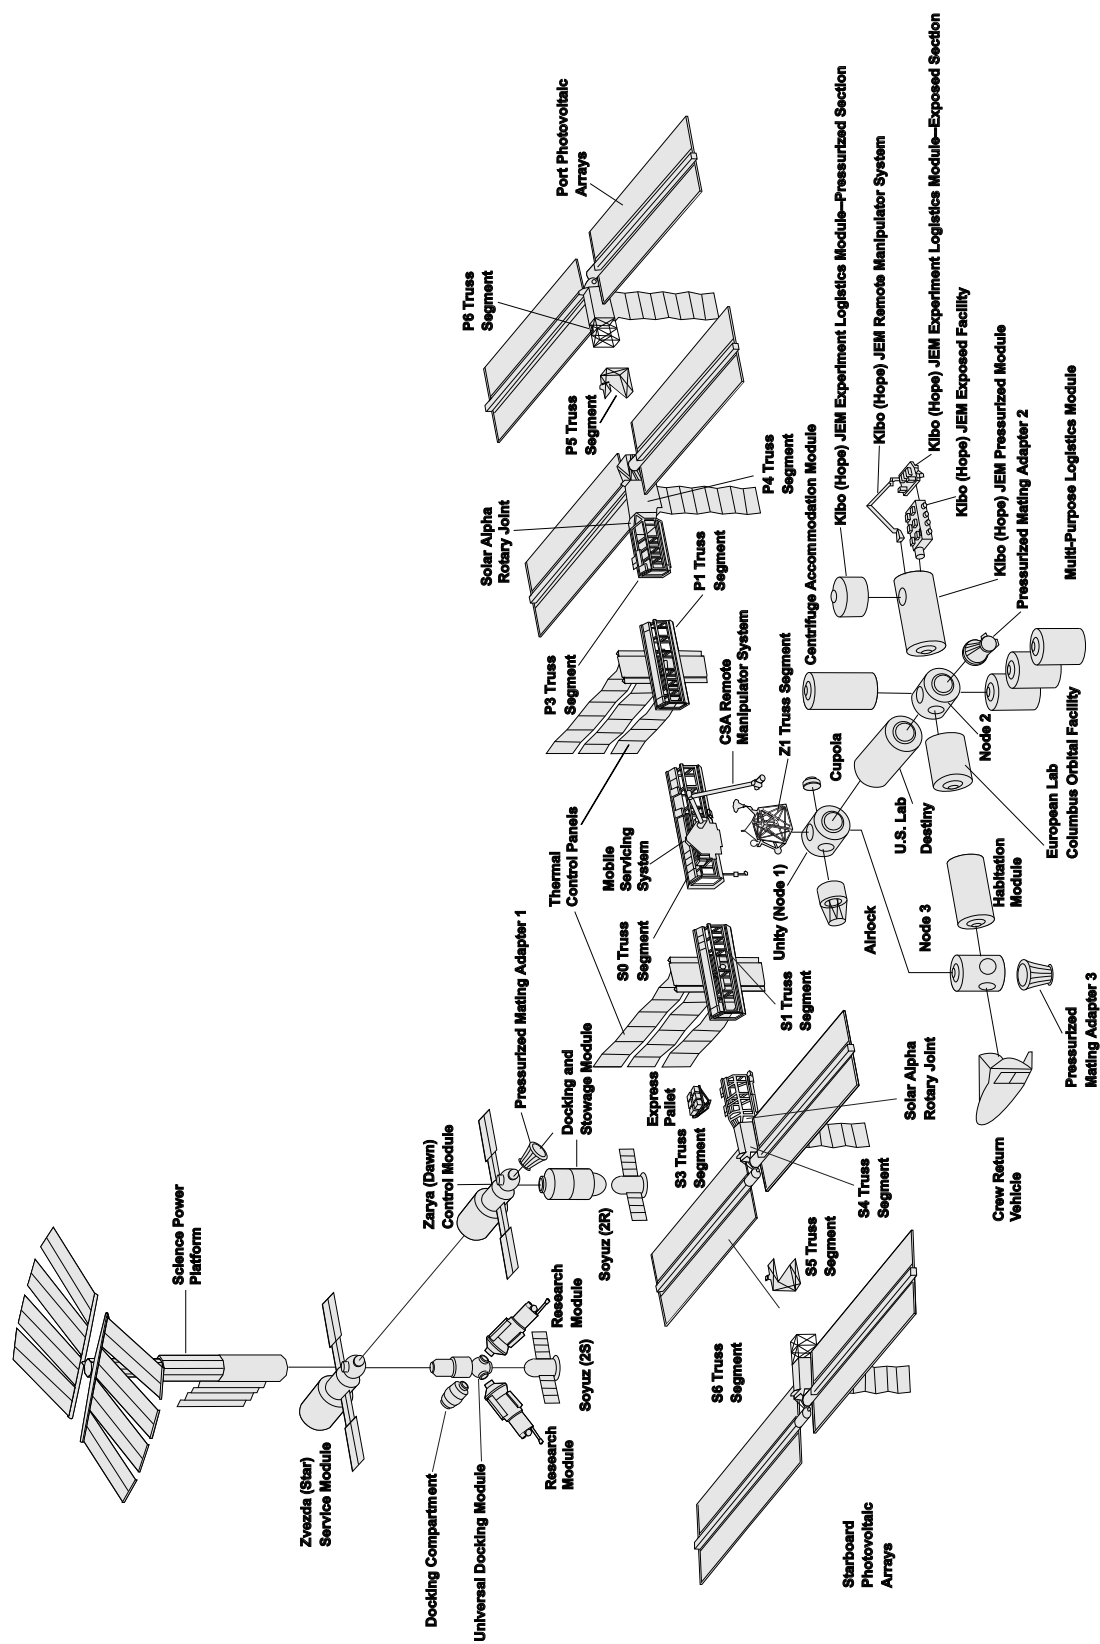 Science Power
Platform
Zvezda (Star)
Service Module
Docking Compartment
Universal Docking Module
Research
Module
Soyuz (2S)
Research
Module
Soyuz (2R)
Zarya (Dawn)
Control Module
Pressurized Mating Adapter 1
Docking and
Stowage Module
Starboard
Photovoltaic
Arrays
S6 Truss
Segment
S5 Truss
Segment
S4 Truss
Segment
S3 Truss
Segment
Express
Pallet
Solar Alpha
Rotary Joint
S1 Truss
Segment
S0 Truss
Segment
Thermal
Control Panels
Mobile
Servicing
System
CSA Remote
Manipulator System
P3 Truss
Segment
P1 Truss
Segment
Solar Alpha
Rotary Joint
P4 Truss
Segment
P5 Truss
Segment
P6 Truss
Segment
Port Photovoltaic
Arrays
Z1 Truss Segment
Unity (Node 1)
Cupola
Airlock
Node 3
Crew Return
Vehicle
Pressurized
Mating Adapter 3
Habitation
Module
U.S. Lab
Destiny
Node 2
European Lab
Columbus Orbital Facility
Centrifuge Accommodation Module
Kibo (Hope) JEM Experiment Logistics Module–Pressurized Section
Kibo (Hope) JEM Remote Manipulator System
Kibo (Hope) JEM Experiment Logistics Module–Exposed Section
Kibo (Hope) JEM Exposed Facility
Kibo (Hope) JEM Pressurized Module
Pressurized Mating Adapter 2
Multi-Purpose Logistics Module